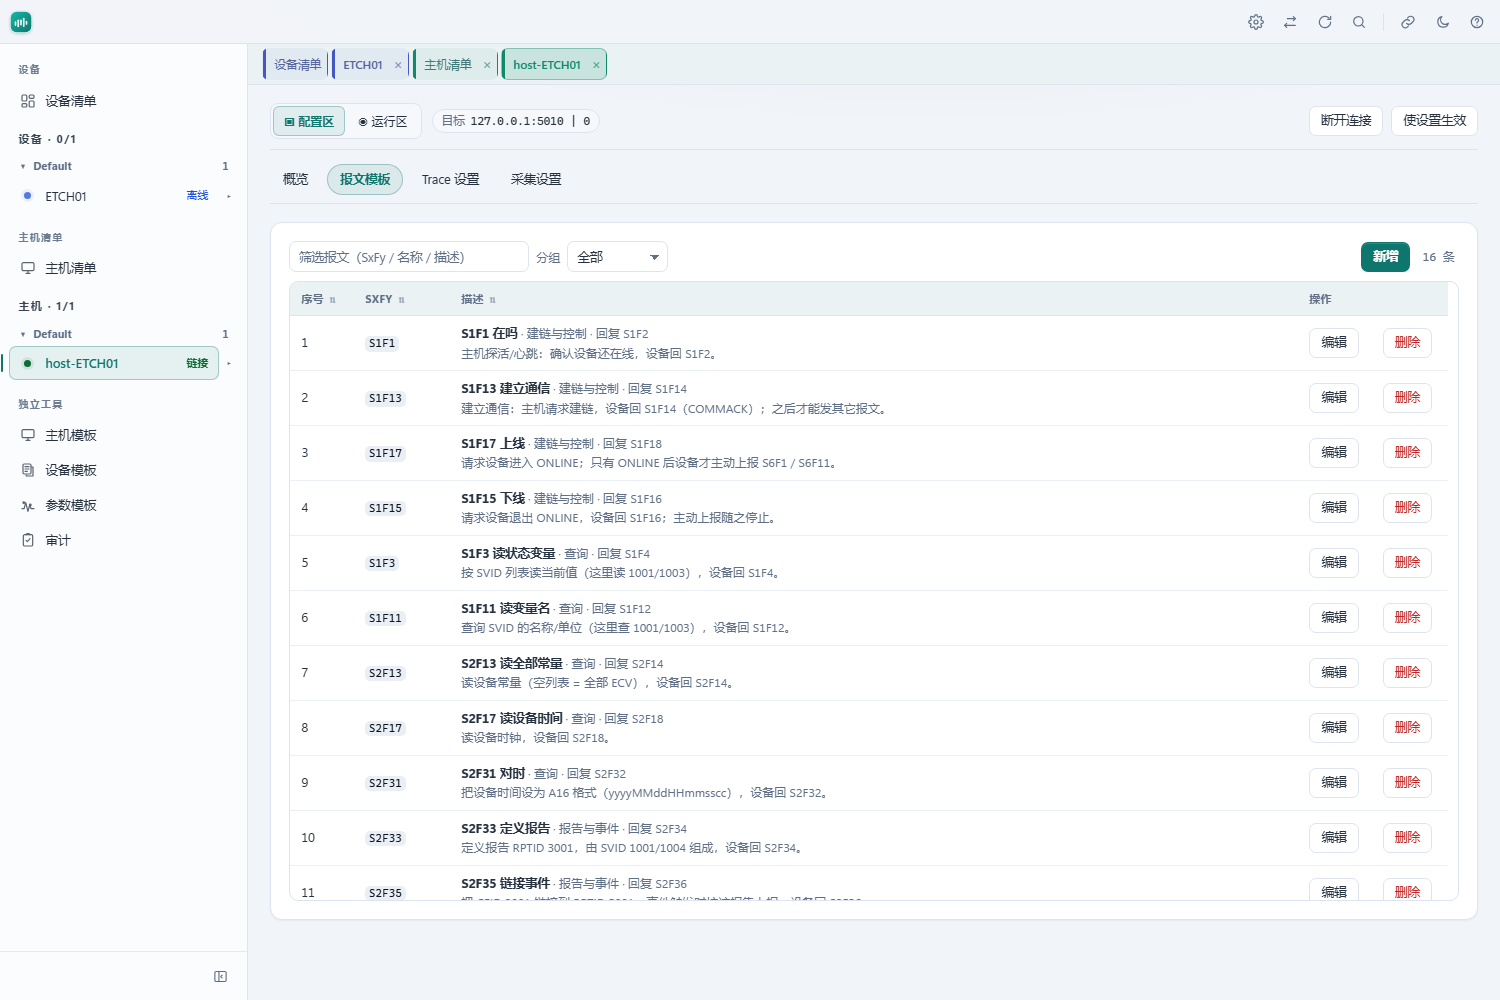 设备
设备清单
设备 · 0/1
Default 1
ETCH01 离线
主机清单
主机清单
主机 · 1/1
Default 1
host-ETCH01 链接
独立工具
主机模板
设备模板
参数模板
审计
设备清单 ETCH01 × 主机清单 × host-ETCH01 ×
配置区 运行区 目标 127.0.0.1:5010 | 0 断开连接 使设置生效
概览 报文模板 Trace 设置 采集设置
筛选报文（SxFy / 名称 / 描述） 分组 全部 新增 16 条
序号 SXFY 描述 操作
1 S1F1 S1F1 在吗 · 建链与控制 · 回复 S1F2 编辑 删除
主机探活/心跳：确认设备还在线，设备回 S1F2。
2 S1F13 S1F13 建立通信 · 建链与控制 · 回复 S1F14 编辑 删除
建立通信：主机请求建链，设备回 S1F14（COMMACK）；之后才能发其它报文。
3 S1F17 S1F17 上线 · 建链与控制 · 回复 S1F18 编辑 删除
请求设备进入 ONLINE；只有 ONLINE 后设备才主动上报 S6F1 / S6F11。
4 S1F15 S1F15 下线 · 建链与控制 · 回复 S1F16 编辑 删除
请求设备退出 ONLINE，设备回 S1F16；主动上报随之停止。
5 S1F3 S1F3 读状态变量 · 查询 · 回复 S1F4 编辑 删除
按 SVID 列表读当前值（这里读 1001/1003），设备回 S1F4。
6 S1F11 S1F11 读变量名 · 查询 · 回复 S1F12 编辑 删除
查询 SVID 的名称/单位（这里查 1001/1003），设备回 S1F12。
7 S2F13 S2F13 读全部常量 · 查询 · 回复 S2F14 编辑 删除
读设备常量（空列表 = 全部 ECV），设备回 S2F14。
8 S2F17 S2F17 读设备时间 · 查询 · 回复 S2F18 编辑 删除
读设备时钟，设备回 S2F18。
9 S2F31 S2F31 对时 · 查询 · 回复 S2F32 编辑 删除
把设备时间设为 A16 格式（yyyyMMddHHmmsscc），设备回 S2F32。
10 S2F33 S2F33 定义报告 · 报告与事件 · 回复 S2F34 编辑 删除
定义报告 RPTID 3001，由 SVID 1001/1004 组成，设备回 S2F34。
11 S2F35 S2F35 链接事件 · 报告与事件 · 回复 S2F36 编辑 删除